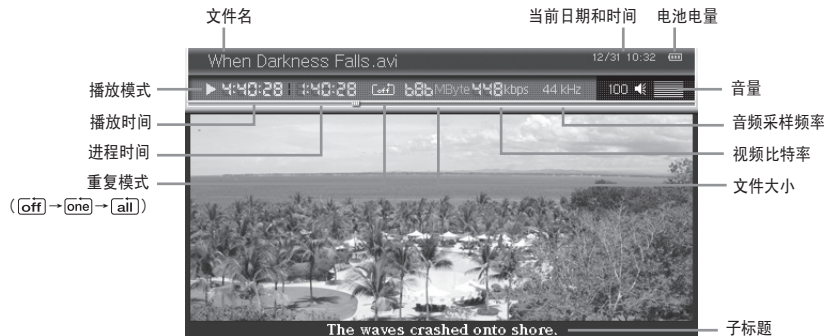 文件名
当前日期和时间
电池电量
When Darkness Falls.avi
12/31 10:32
播放模式
4:40:28 1:40:28 off 686 MByte 448 kbps 44 kHz 100
音量
播放时间
音频采样频率
进程时间
视频比特率
重复模式
文件大小
(off→one→all)
The waves crashed onto shore.
子标题